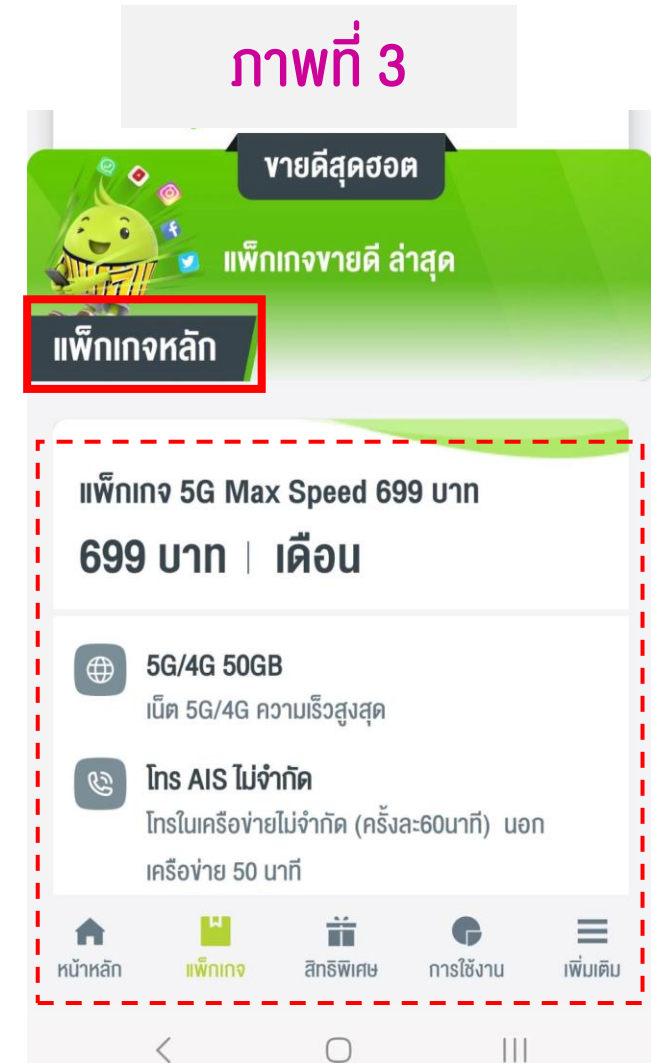 ภาพที่ 3
ขายดีสุดฮอต
แพ็กเกจขายดี ล่าสุด
แพ็กเกจหลัก
แพ็กเกจ 5G Max Speed 699 บาท
699 บาท | เดือน
5G/4G 50GB
เน็ต 5G/4G ความเร็วสูงสุด
โทร AIS ไม่จำกัด
โทรในเครือข่ายไม่จำกัด (ครั้งละ60นาที) นอก
เครือข่าย 50 นาที
หน้าหลัก แพ็กเกจ สิทธิพิเศษ การใช้งาน เพิ่มเติม